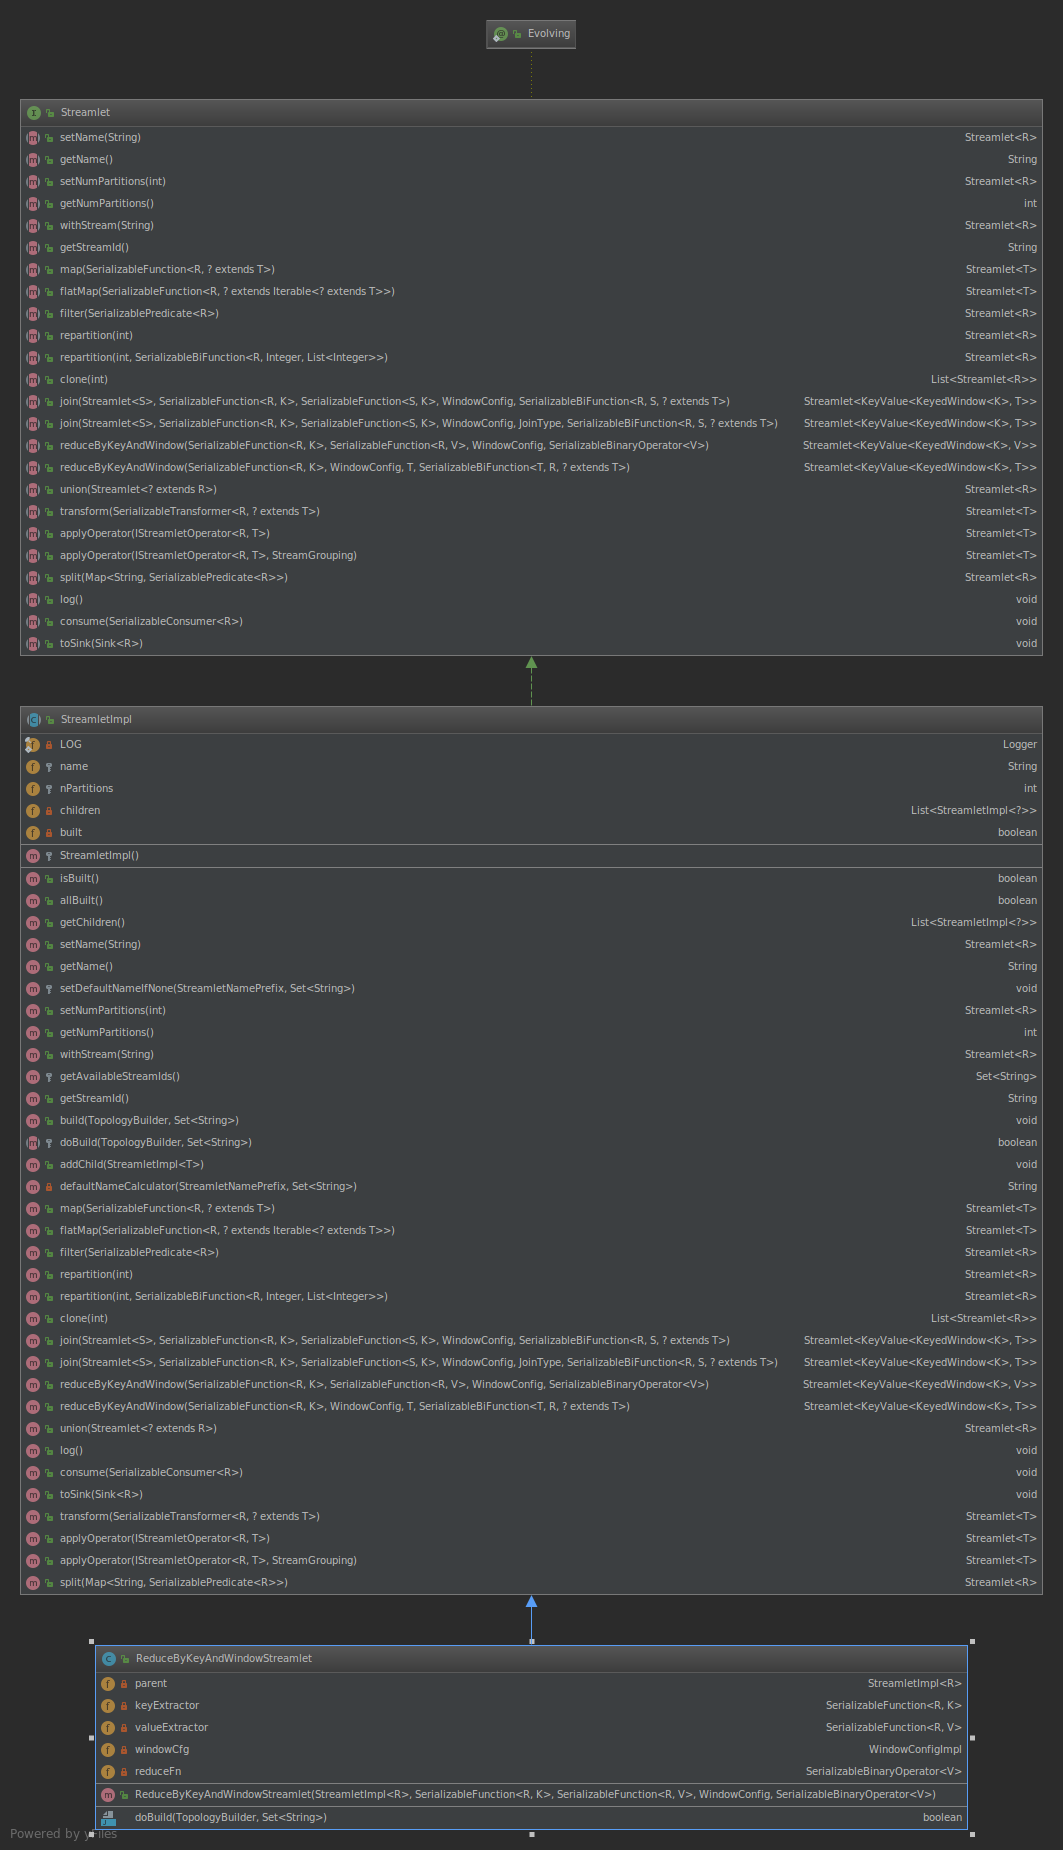 Evolving
Streamlet
setName(String) Streamlet<R>
getName() String
setNumPartitions(int) Streamlet<R>
getNumPartitions() int
withStream(String) Streamlet<R>
getStreamId() String
map(SerializableFunction<R, ? extends T>) Streamlet<T>
flatMap(SerializableFunction<R, ? extends Iterable<? extends T>>) Streamlet<T>
filter(SerializablePredicate<R>) Streamlet<R>
repartition(int) Streamlet<R>
repartition(int, SerializableBiFunction<R, Integer, List<Integer>>) Streamlet<R>
clone(int) List<Streamlet<R>>
join(Streamlet<S>, SerializableFunction<R, K>, SerializableFunction<S, K>, WindowConfig, SerializableBiFunction<R, S, ? extends T>) Streamlet<KeyValue<KeyedWindow<K>, T>>
join(Streamlet<S>, SerializableFunction<R, K>, SerializableFunction<S, K>, WindowConfig, JoinType, SerializableBiFunction<R, S, ? extends T>) Streamlet<KeyValue<KeyedWindow<K>, T>>
reduceByKeyAndWindow(SerializableFunction<R, K>, SerializableFunction<R, V>, WindowConfig, SerializableBinaryOperator<V>) Streamlet<KeyValue<KeyedWindow<K>, V>>
reduceByKeyAndWindow(SerializableFunction<R, K>, WindowConfig, T, SerializableBiFunction<T, R, ? extends T>) Streamlet<KeyValue<KeyedWindow<K>, T>>
union(Streamlet<? extends R>) Streamlet<R>
transform(SerializableTransformer<R, ? extends T>) Streamlet<T>
applyOperator(IStreamletOperator<R, T>) Streamlet<T>
applyOperator(IStreamletOperator<R, T>, StreamGrouping) Streamlet<T>
split(Map<String, SerializablePredicate<R>>) Streamlet<R>
log() void
consume(SerializableConsumer<R>) void
toSink(Sink<R>) void
StreamletImpl
LOG Logger
name String
nPartitions int
children List<StreamletImpl<?>>
built boolean
StreamletImpl()
isBuilt() boolean
allBuilt() boolean
getChildren() List<StreamletImpl<?>>
setName(String) Streamlet<R>
getName() String
setDefaultNameIfNone(StreamletNamePrefix, Set<String>) void
setNumPartitions(int) Streamlet<R>
getNumPartitions() int
withStream(String) Streamlet<R>
getAvailableStreamIds() Set<String>
getStreamId() String
build(TopologyBuilder, Set<String>) void
doBuild(TopologyBuilder, Set<String>) boolean
addChild(StreamletImpl<T>) void
defaultNameCalculator(StreamletNamePrefix, Set<String>) String
map(SerializableFunction<R, ? extends T>) Streamlet<T>
flatMap(SerializableFunction<R, ? extends Iterable<? extends T>>) Streamlet<T>
filter(SerializablePredicate<R>) Streamlet<R>
repartition(int) Streamlet<R>
repartition(int, SerializableBiFunction<R, Integer, List<Integer>>) Streamlet<R>
clone(int) List<Streamlet<R>>
join(Streamlet<S>, SerializableFunction<R, K>, SerializableFunction<S, K>, WindowConfig, SerializableBiFunction<R, S, ? extends T>) Streamlet<KeyValue<KeyedWindow<K>, T>>
join(Streamlet<S>, SerializableFunction<R, K>, SerializableFunction<S, K>, WindowConfig, JoinType, SerializableBiFunction<R, S, ? extends T>) Streamlet<KeyValue<KeyedWindow<K>, T>>
reduceByKeyAndWindow(SerializableFunction<R, K>, SerializableFunction<R, V>, WindowConfig, SerializableBinaryOperator<V>) Streamlet<KeyValue<KeyedWindow<K>, V>>
reduceByKeyAndWindow(SerializableFunction<R, K>, WindowConfig, T, SerializableBiFunction<T, R, ? extends T>) Streamlet<KeyValue<KeyedWindow<K>, T>>
union(Streamlet<? extends R>) Streamlet<R>
log() void
consume(SerializableConsumer<R>) void
toSink(Sink<R>) void
transform(SerializableTransformer<R, ? extends T>) Streamlet<T>
applyOperator(IStreamletOperator<R, T>) Streamlet<T>
applyOperator(IStreamletOperator<R, T>, StreamGrouping) Streamlet<T>
split(Map<String, SerializablePredicate<R>>) Streamlet<R>
ReduceByKeyAndWindowStreamlet
parent StreamletImpl<R>
keyExtractor SerializableFunction<R, K>
valueExtractor SerializableFunction<R, V>
windowCfg WindowConfigImpl
reduceFn SerializableBinaryOperator<V>
ReduceByKeyAndWindowStreamlet(StreamletImpl<R>, SerializableFunction<R, K>, SerializableFunction<R, V>, WindowConfig, SerializableBinaryOperator<V>)
doBuild(TopologyBuilder, Set<String>) boolean
Powered by yFiles